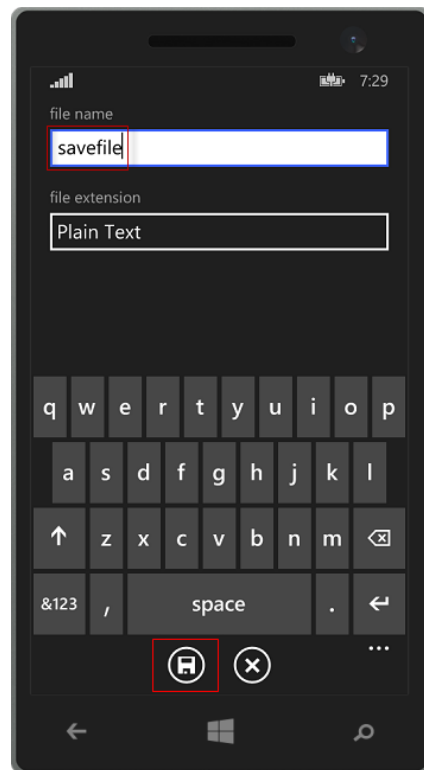 7:29
file name
savefile
file extension
Plain Text
q w e r t y u i o p
a s d f g h j k l
z x c v b n m
&123 , space .
...